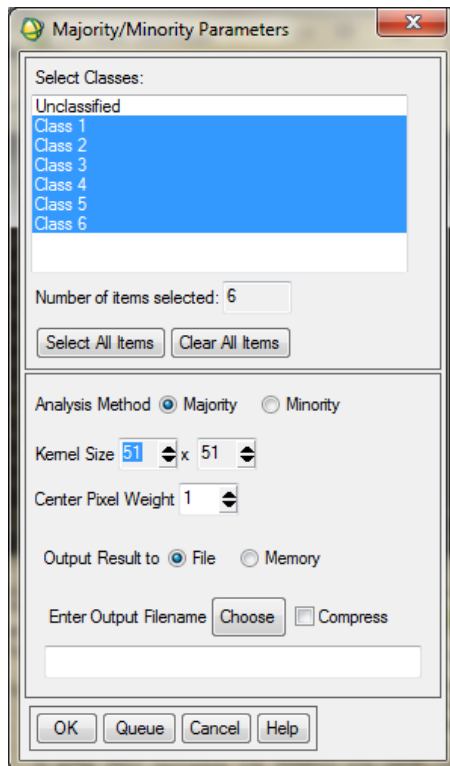 Majority/Minority Parameters
Select Classes:
Unclassified
Class 1
Class 2
Class 3
Class 4
Class 5
Class 6
Number of items selected: 6
Select All Items Clear All Items
Analysis Method Majority Minority
Kernel Size 51 x 51
Center Pixel Weight 1
Output Result to File Memory
Enter Output Filename Choose Compress
OK Queue Cancel Help